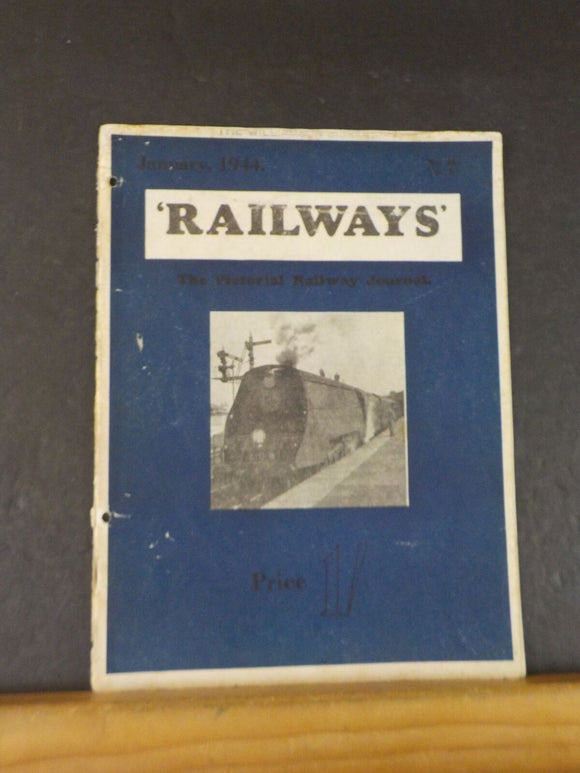 January, 1944.
'RAILWAYS'
The Pictorial Railway Journal.
Price 1/